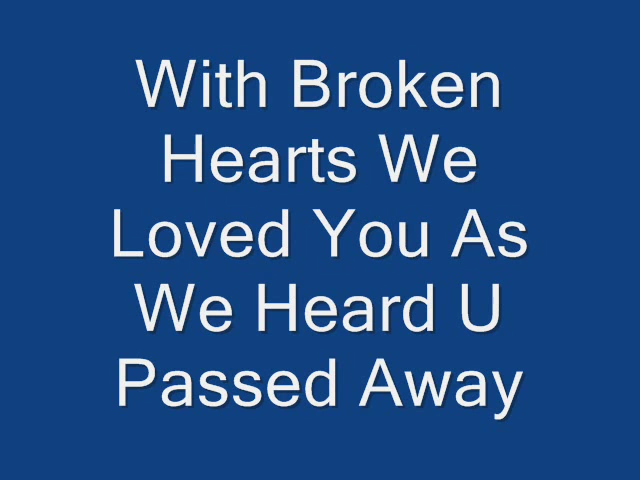 With Broken
Hearts We
Loved You As
We Heard U
Passed Away